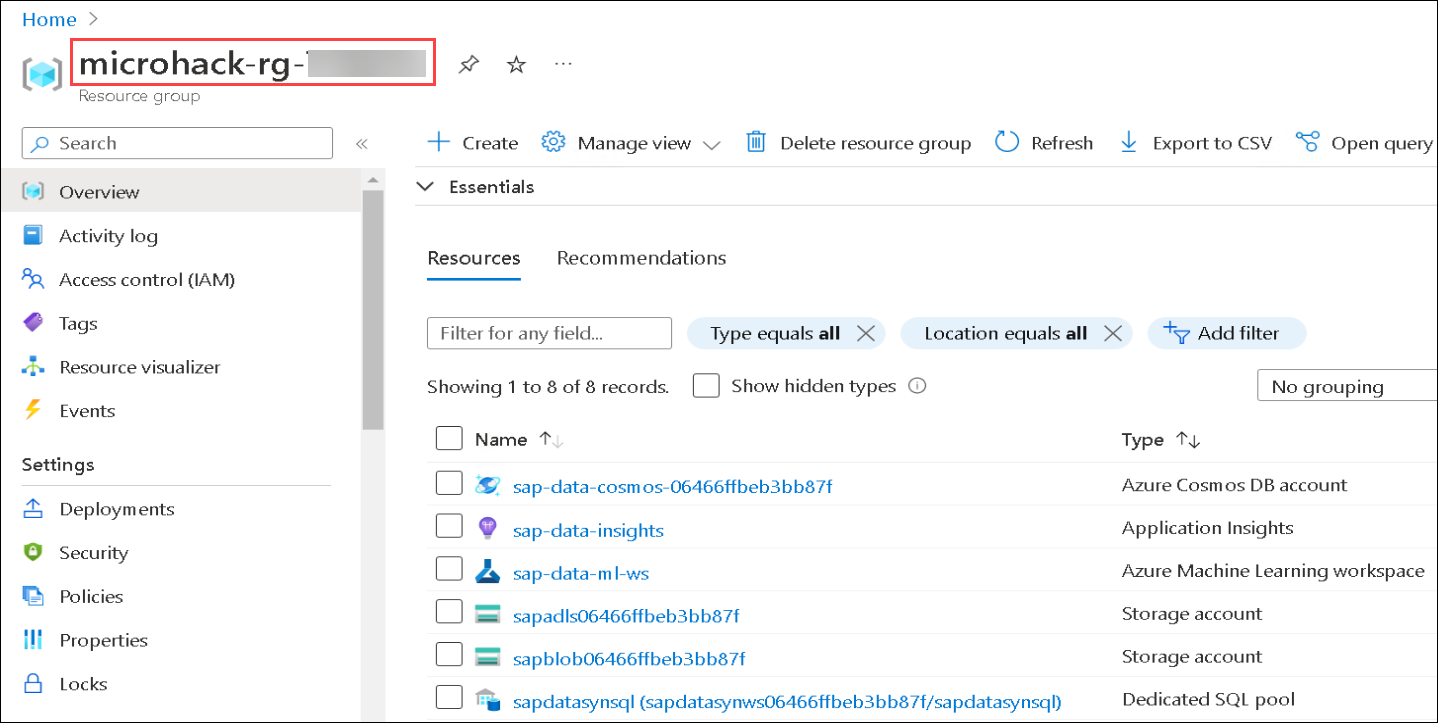 Home
microhack-rg-
Resource group
Search
Overview
Activity log
Access control (IAM)
Tags
Resource visualizer
Events
Settings
Deployments
Security
Policies
Properties
Locks
Create Manage view Delete resource group Refresh Export to CSV Open query
Essentials
Resources Recommendations
Filter for any field... Type equals all Location equals all Add filter
Showing 1 to 8 of 8 records. Show hidden types No grouping
Name Type
sap-data-cosmos-06466ffbeb3bb87f Azure Cosmos DB account
sap-data-insights Application Insights
sap-data-ml-ws Azure Machine Learning workspace
sapadls06466ffbeb3bb87f Storage account
sapblob06466ffbeb3bb87f Storage account
sapdatasynsql (sapdatasynws06466ffbeb3bb87f/sapdatasynsql) Dedicated SQL pool